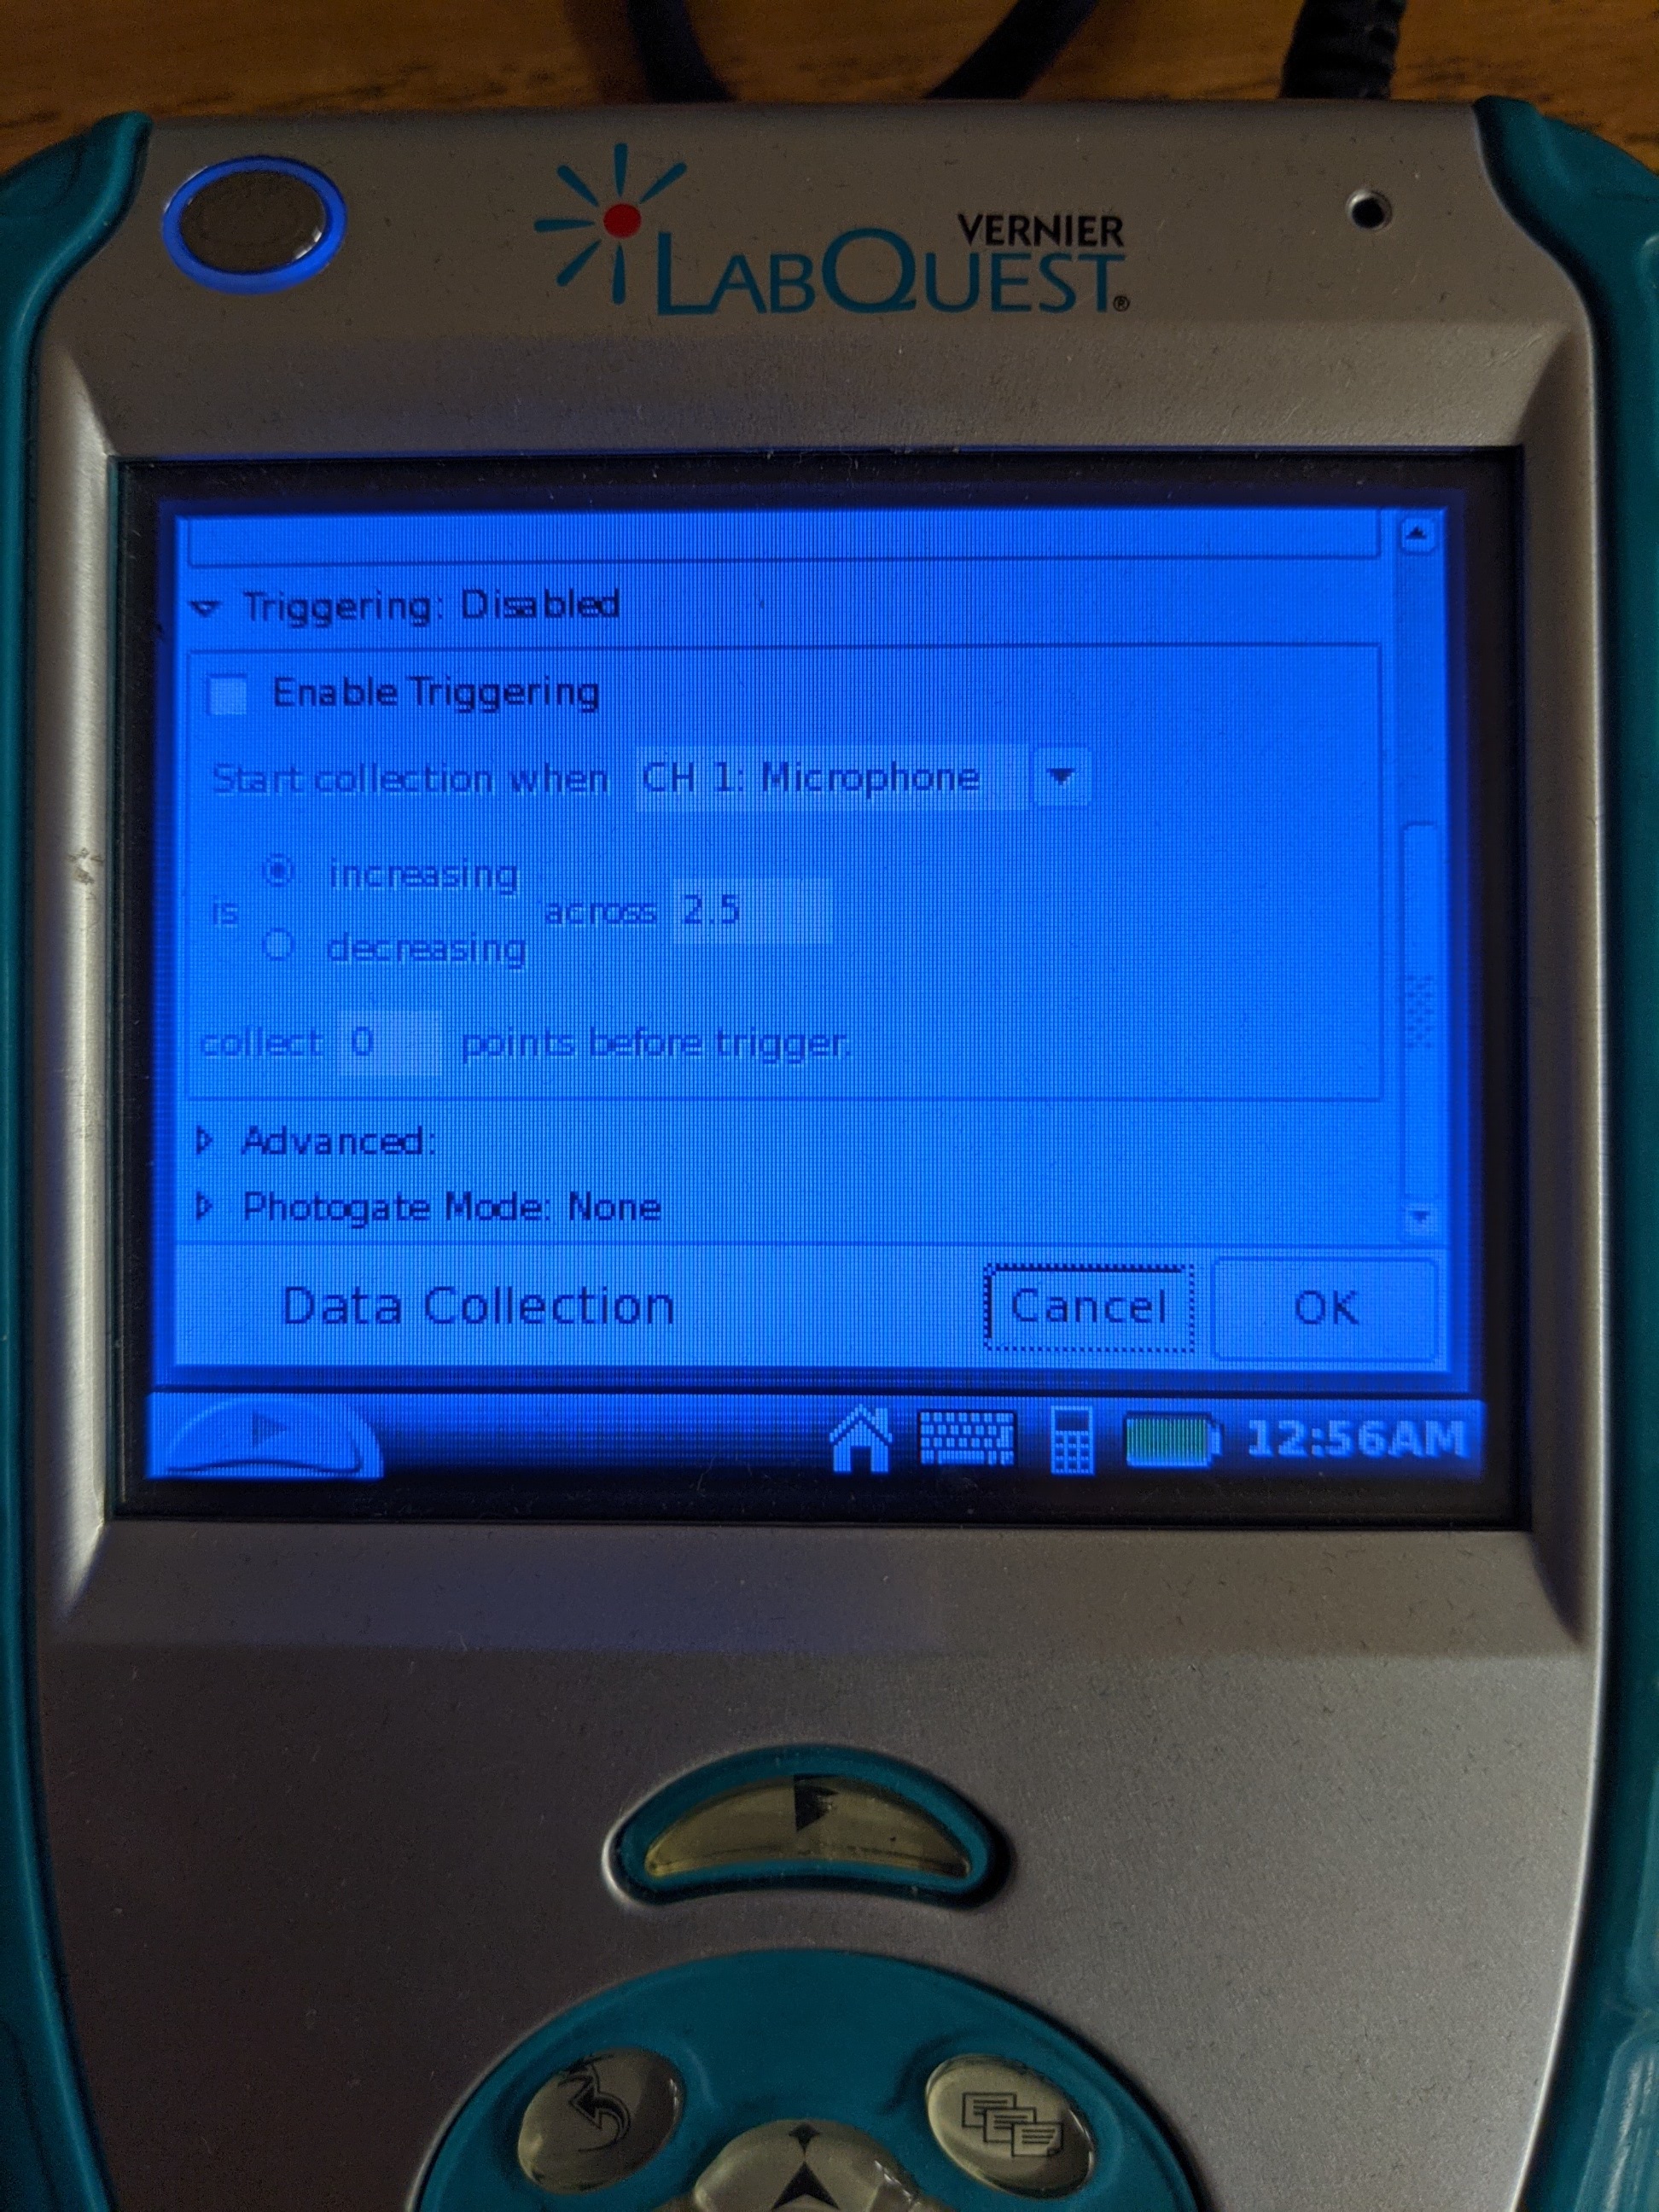 VERNIER
LABQUEST®
Triggering: Disabled
Enable Triggering
Start collection when CH 1: Microphone
increasing
is across 2.5
decreasing
collect 0 points before trigger.
Advanced:
Photogate Mode: None
Data Collection Cancel OK
12:56AM